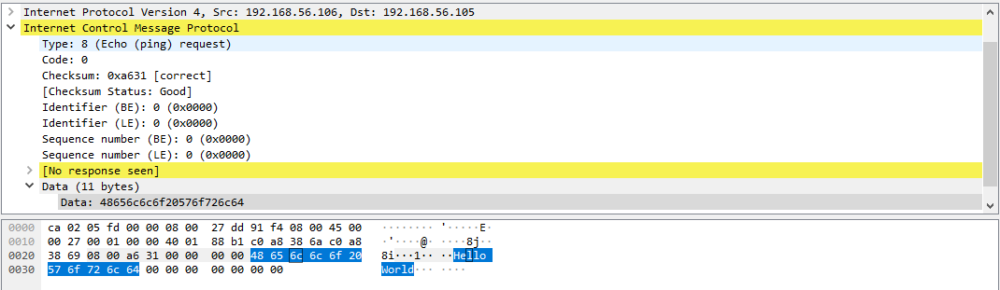 Internet Protocol Version 4, Src: 192.168.56.106, Dst: 192.168.56.105
Internet Control Message Protocol
Type: 8 (Echo (ping) request)
Code: 0
Checksum: 0xa631 [correct]
[Checksum Status: Good]
Identifier (BE): 0 (0x0000)
Identifier (LE): 0 (0x0000)
Sequence number (BE): 0 (0x0000)
Sequence number (LE): 0 (0x0000)
[No response seen]
Data (11 bytes)
Data: 48656c6c6f20576f726c64
0000 ca 02 05 fd 00 00 08 00 27 dd 91 f4 08 00 45 00 ········ '·····E·
0010 00 27 00 01 00 00 40 01 88 b1 c0 a8 38 6a c0 a8 ·'····@· ····8j··
0020 38 69 08 00 a6 31 00 00 00 00 48 65 6c 6c 6f 20 8i···1·· ··Hello
0030 57 6f 72 6c 64 00 00 00 00 00 00 00 World··· ····